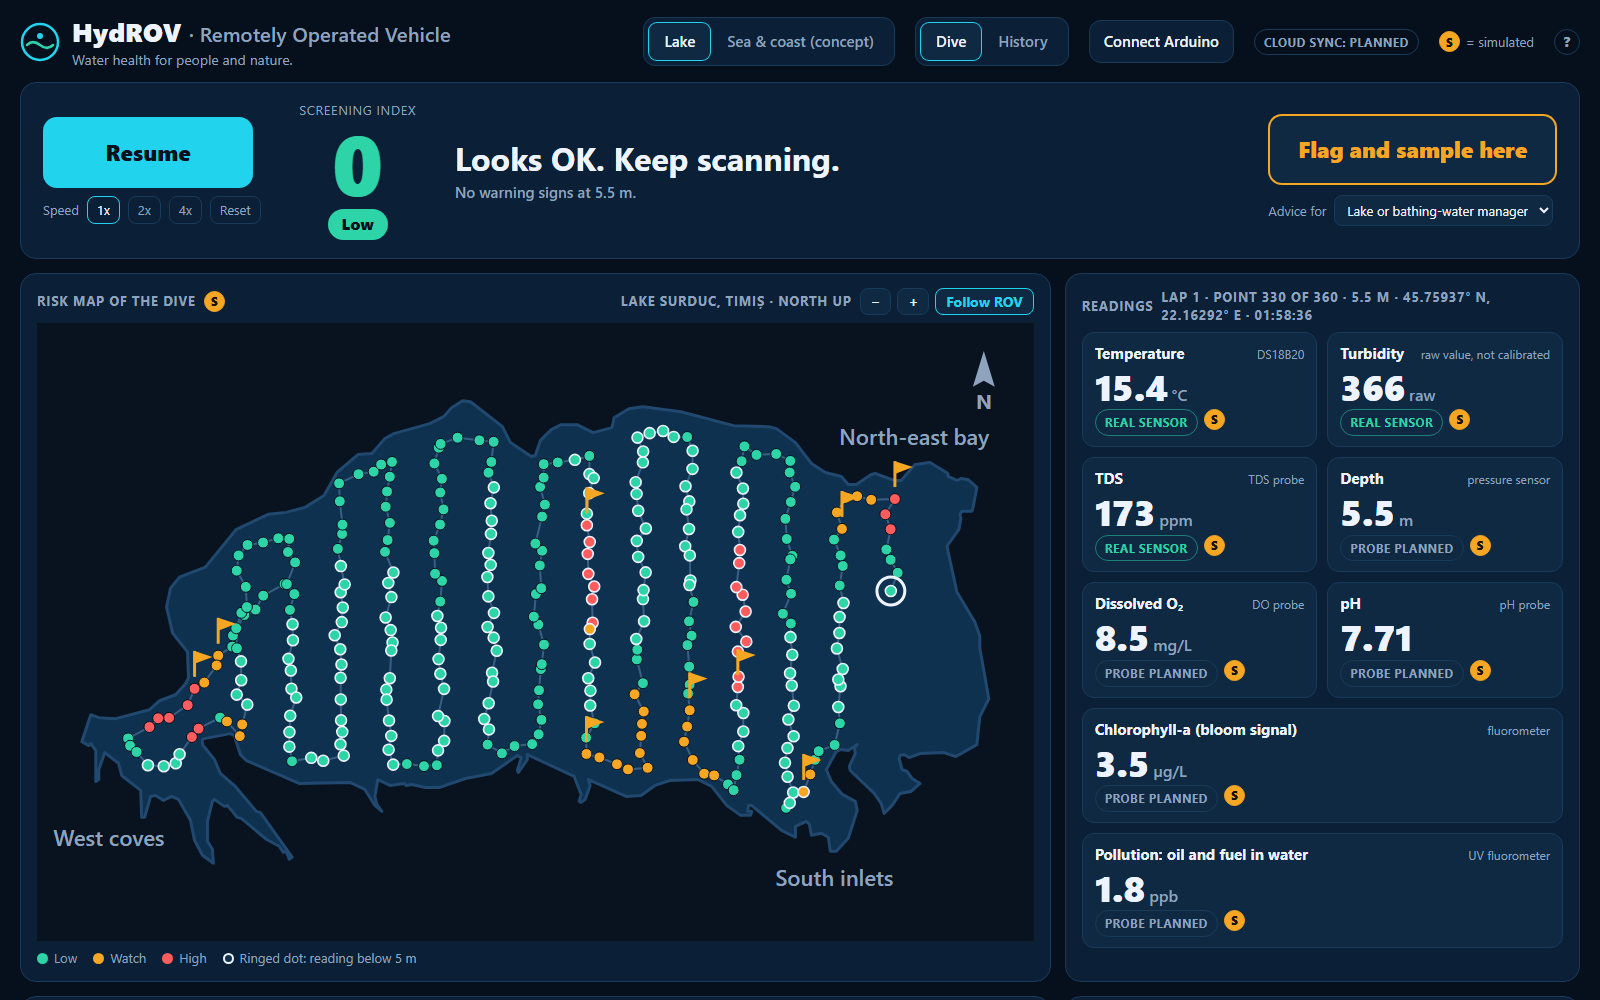 HydROV · Remotely Operated Vehicle
Water health for people and nature.
Lake
Sea & coast (concept)
Dive
History
Connect Arduino
CLOUD SYNC: PLANNED
S = simulated
?
Resume
Speed 1x 2x 4x Reset
SCREENING INDEX
0
Low
Looks OK. Keep scanning.
No warning signs at 5.5 m.
Flag and sample here
Advice for Lake or bathing-water manager
RISK MAP OF THE DIVE S
LAKE SURDUC, TIMIȘ · NORTH UP
− + Follow ROV
N
North-east bay
West coves
South inlets
Low Watch High Ringed dot: reading below 5 m
READINGS
LAP 1 · POINT 330 OF 360 · 5.5 M · 45.75937° N,
22.16292° E · 01:58:36
Temperature DS18B20
15.4 °C
REAL SENSOR S
Turbidity raw value, not calibrated
366 raw
REAL SENSOR S
TDS TDS probe
173 ppm
REAL SENSOR S
Depth pressure sensor
5.5 m
PROBE PLANNED S
Dissolved O₂ DO probe
8.5 mg/L
PROBE PLANNED S
pH pH probe
7.71
PROBE PLANNED S
Chlorophyll-a (bloom signal) fluorometer
3.5 µg/L
PROBE PLANNED S
Pollution: oil and fuel in water UV fluorometer
1.8 ppb
PROBE PLANNED S